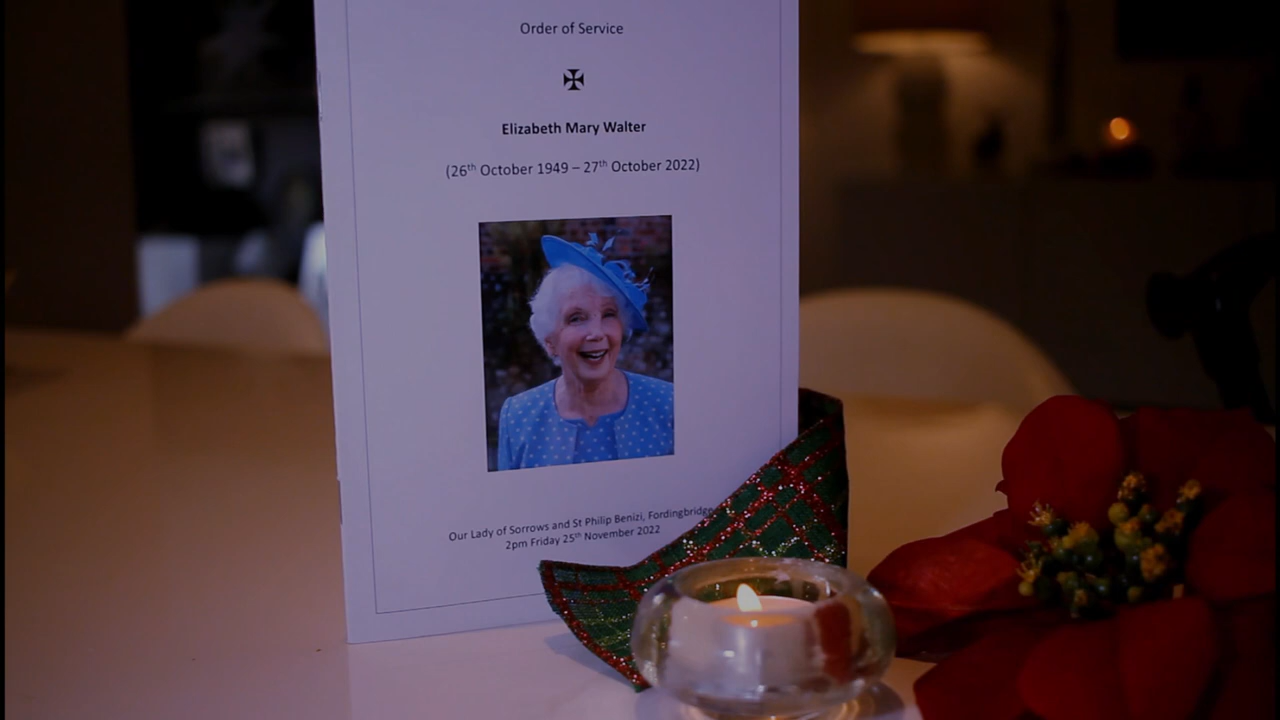 Order of Service
Elizabeth Mary Walter
(26th October 1949 – 27th October 2022)
Our Lady of Sorrows and St Philip Benizi, Fordingbridge
2pm Friday 25th November 2022